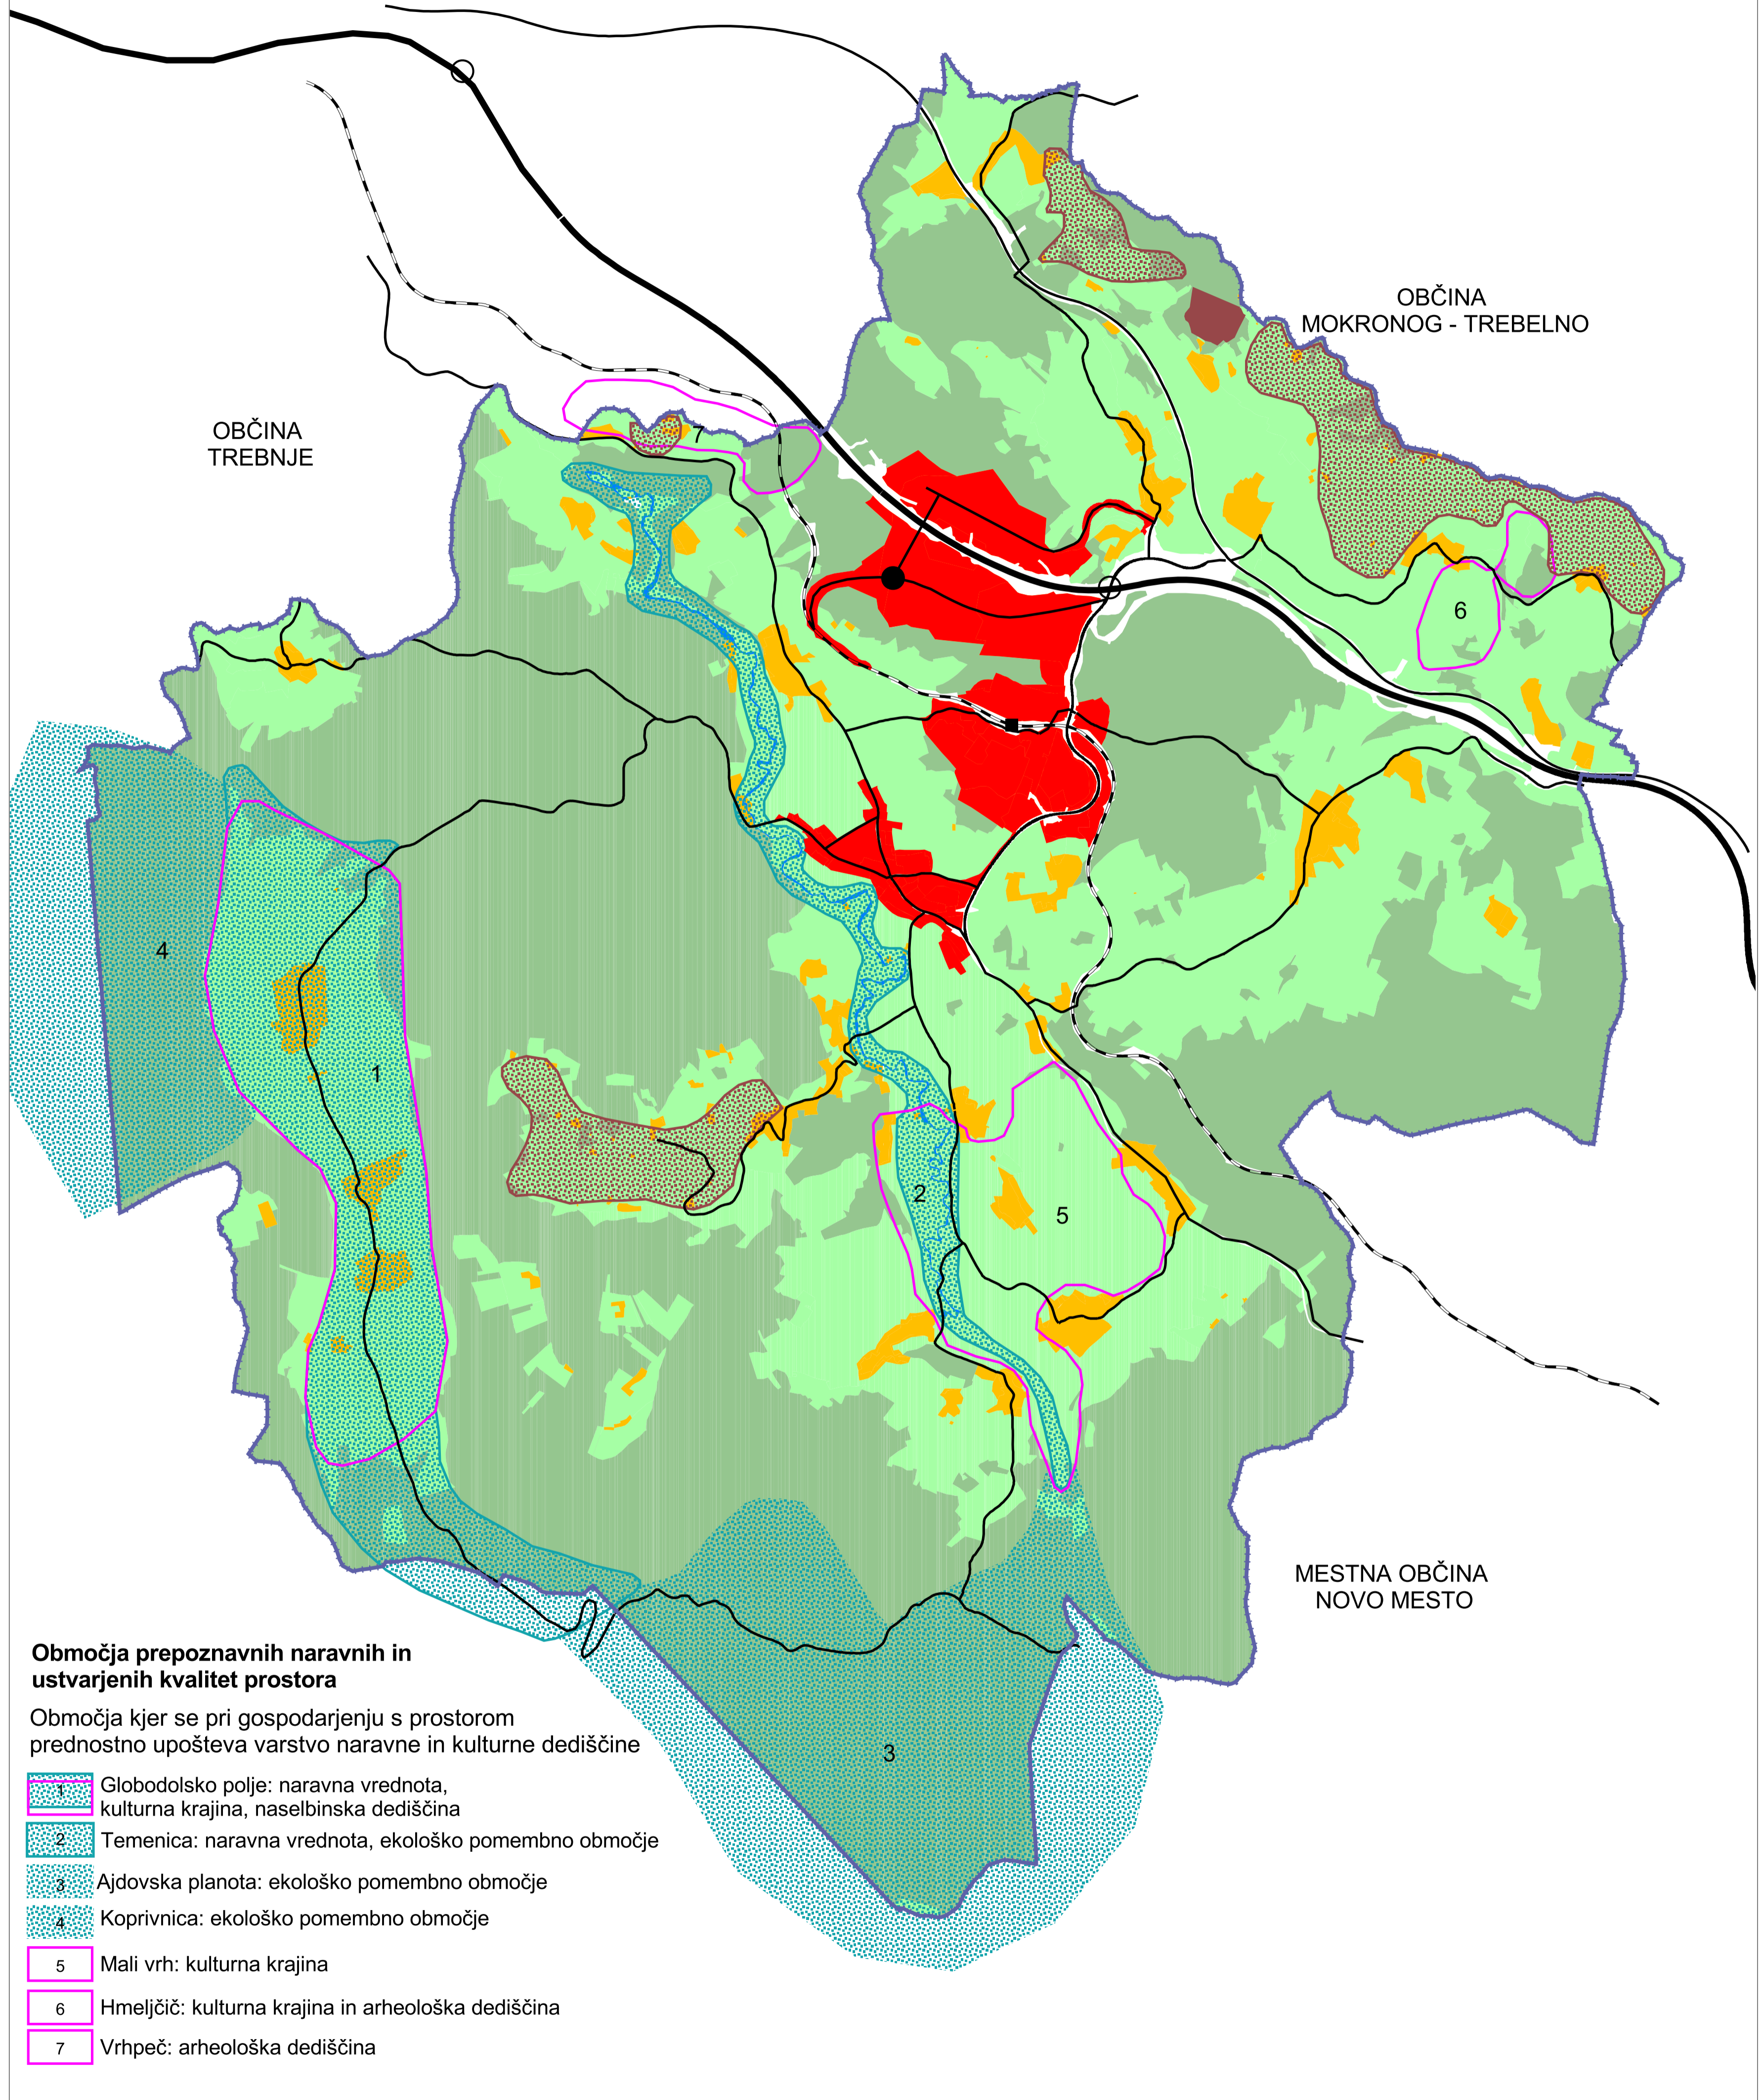 OBČINA
MOKRONOG - TREBELNO
OBČINA
TREBNJE
7
6
4
1
2
5
3
MESTNA OBČINA
NOVO MESTO
Območja prepoznavnih naravnih in
ustvarjenih kvalitet prostora
Območja kjer se pri gospodarjenju s prostorom
prednostno upošteva varstvo naravne in kulturne dediščine
1 Globodolsko polje: naravna vrednota,
kulturna krajina, naselbinska dediščina
2 Temenica: naravna vrednota, ekološko pomembno območje
3 Ajdovska planota: ekološko pomembno območje
4 Koprivnica: ekološko pomembno območje
5 Mali vrh: kulturna krajina
6 Hmeljčič: kulturna krajina in arheološka dediščina
7 Vrhpeč: arheološka dediščina